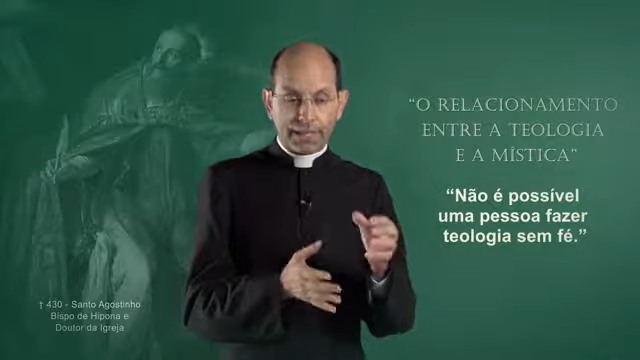 “O RELACIONAMENTO
ENTRE A TEOLOGIA
E A MÍSTICA”
“Não é possível
uma pessoa fazer
teologia sem fé.”
† 430 - Santo Agostinho
Bispo de Hipona e
Doutor da Igreja